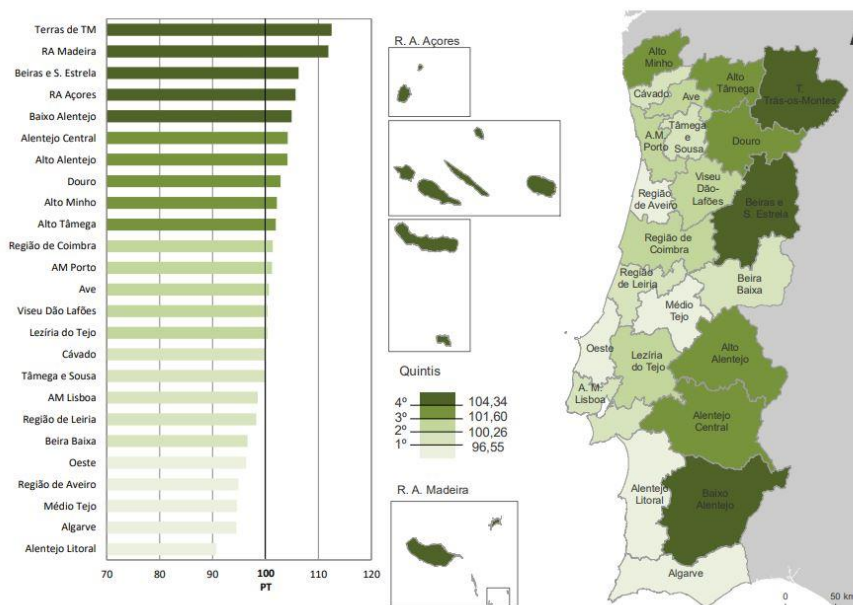 Terras de TM
RA Madeira
Beiras e S. Estrela
RA Açores
Baixo Alentejo
Alentejo Central
Alto Alentejo
Douro
Alto Minho
Alto Tâmega
Região de Coimbra
AM Porto
Ave
Viseu Dão Lafões
Lezíria do Tejo
Cávado
Tâmega e Sousa
AM Lisboa
Região de Leiria
Beira Baixa
Oeste
Região de Aveiro
Médio Tejo
Algarve
Alentejo Litoral
70
80
90
100
110
120
PT
R. A. Açores
Quintis
4º
3º
2º
1º
104,34
101,60
100,26
96,55
R. A. Madeira
Alto
Minho
Alto
Tâmega
T.
Trás-os-Montes
Cávado
Ave
Tâmega
e
Sousa
A.M.
Porto
Douro
Região
de Aveiro
Viseu
Dão-
Lafões
Beiras e
S. Estrela
Região de
Coimbra
Região
de Leiria
Beira
Baixa
Médio
Tejo
Oeste
Lezíria
do Tejo
Alto
Alentejo
A. M.
Lisboa
Alentejo
Central
Alentejo
Litoral
Baixo
Alentejo
Algarve
0
50 km